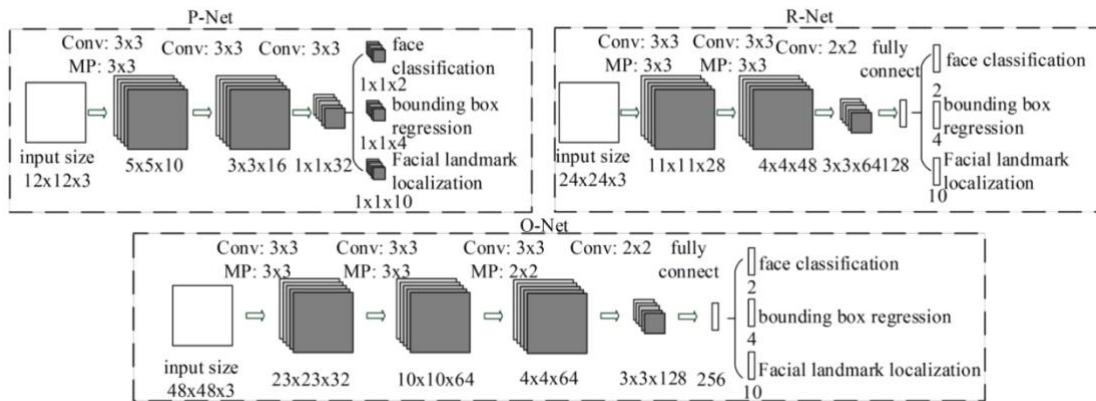 P-Net
Conv: 3x3 Conv: 3x3 Conv: 3x3
MP: 3x3
face
classification
1x1x2
bounding box
regression
1x1x4
Facial landmark
localization
1x1x10
input size
12x12x3
5x5x10
3x3x16
1x1x32
R-Net
Conv: 3x3 Conv: 3x3 Conv: 2x2 fully
MP: 3x3 MP: 3x3 connect
face classification
2
bounding box
regression
4
Facial landmark
localization
10
input size
24x24x3
11x11x28
4x4x48
3x3x64
128
O-Net
Conv: 3x3 Conv: 3x3 Conv: 3x3 Conv: 2x2 fully
MP: 3x3 MP: 3x3 MP: 2x2 connect
face classification
2
bounding box regression
4
Facial landmark localization
10
input size
48x48x3
23x23x32
10x10x64
4x4x64
3x3x128
256